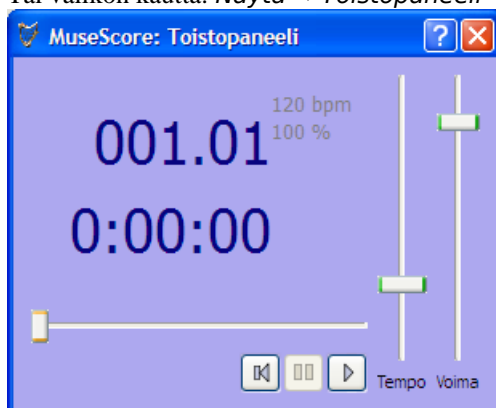 Tai valikon kautta: Näytä → Toistopaneeli
MuseScore: Toistopaneeli
120 bpm
001.01
100 %
0:00:00
Tempo Voima